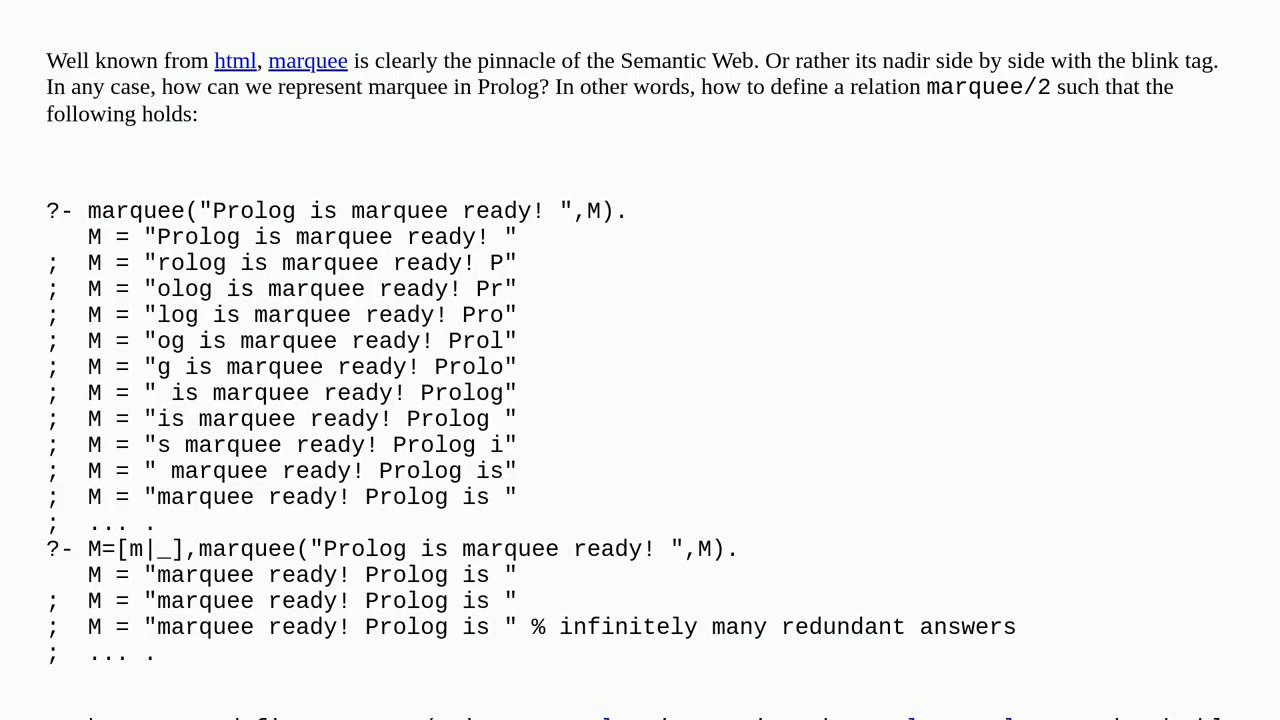 Well known from html, marquee is clearly the pinnacle of the Semantic Web. Or rather its nadir side by side with the blink tag.
In any case, how can we represent marquee in Prolog? In other words, how to define a relation marquee/2 such that the
following holds:
?- marquee("Prolog is marquee ready! ",M).
   M = "Prolog is marquee ready! "
;  M = "rolog is marquee ready! P"
;  M = "olog is marquee ready! Pr"
;  M = "log is marquee ready! Pro"
;  M = "og is marquee ready! Prol"
;  M = "g is marquee ready! Prolo"
;  M = " is marquee ready! Prolog"
;  M = "is marquee ready! Prolog "
;  M = "s marquee ready! Prolog i"
;  M = " marquee ready! Prolog is"
;  M = "marquee ready! Prolog is "
;  ... .
?- M=[m|_],marquee("Prolog is marquee ready! ",M).
   M = "marquee ready! Prolog is "
;  M = "marquee ready! Prolog is "
;  M = "marquee ready! Prolog is " % infinitely many redundant answers
;  ... .